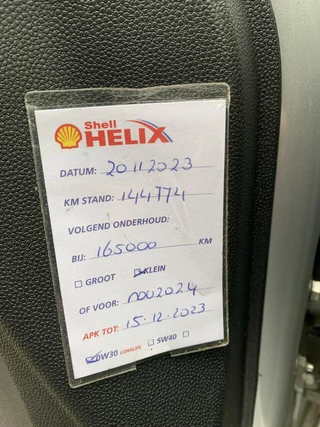 Shell
HELIX
DATUM: 20 11 2023
KM STAND: 144774
VOLGEND ONDERHOUD:
BIJ: 165000 KM
GROOT KLEIN
OF VOOR: nov 2024
APK TOT: 15-12-2023
0W30 LONGLIFE 5W40